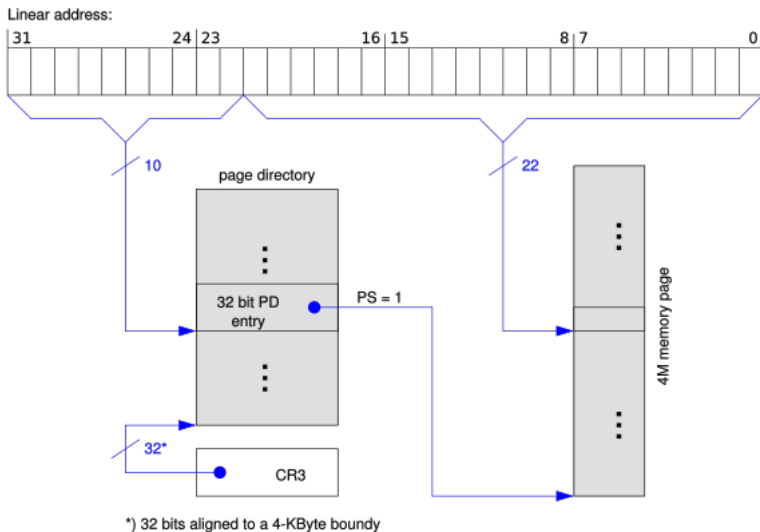 Linear address:
31 24 23 16 15 8 7 0
10 22
page directory
32 bit PD
entry
PS = 1
4M memory page
32*
CR3
*) 32 bits aligned to a 4-KByte boundy